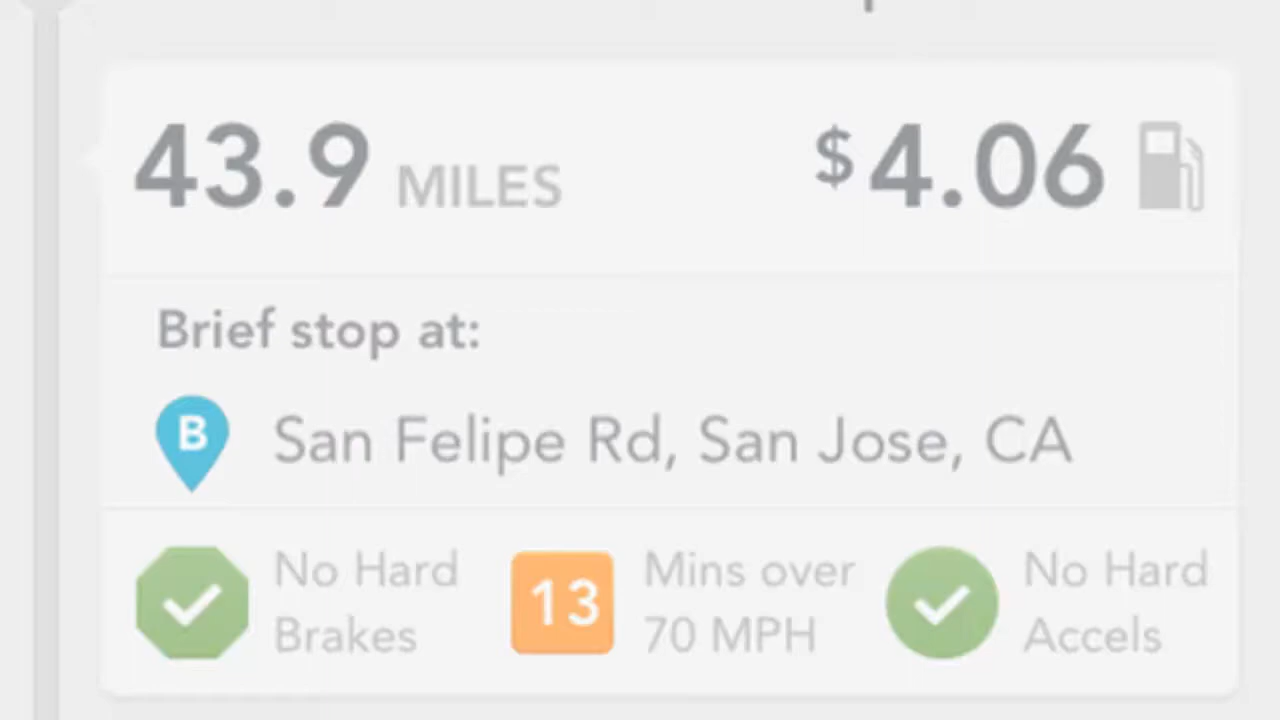 43.9 MILES $4.06
Brief stop at:
B San Felipe Rd, San Jose, CA
No Hard Brakes
13 Mins over 70 MPH
No Hard Accels